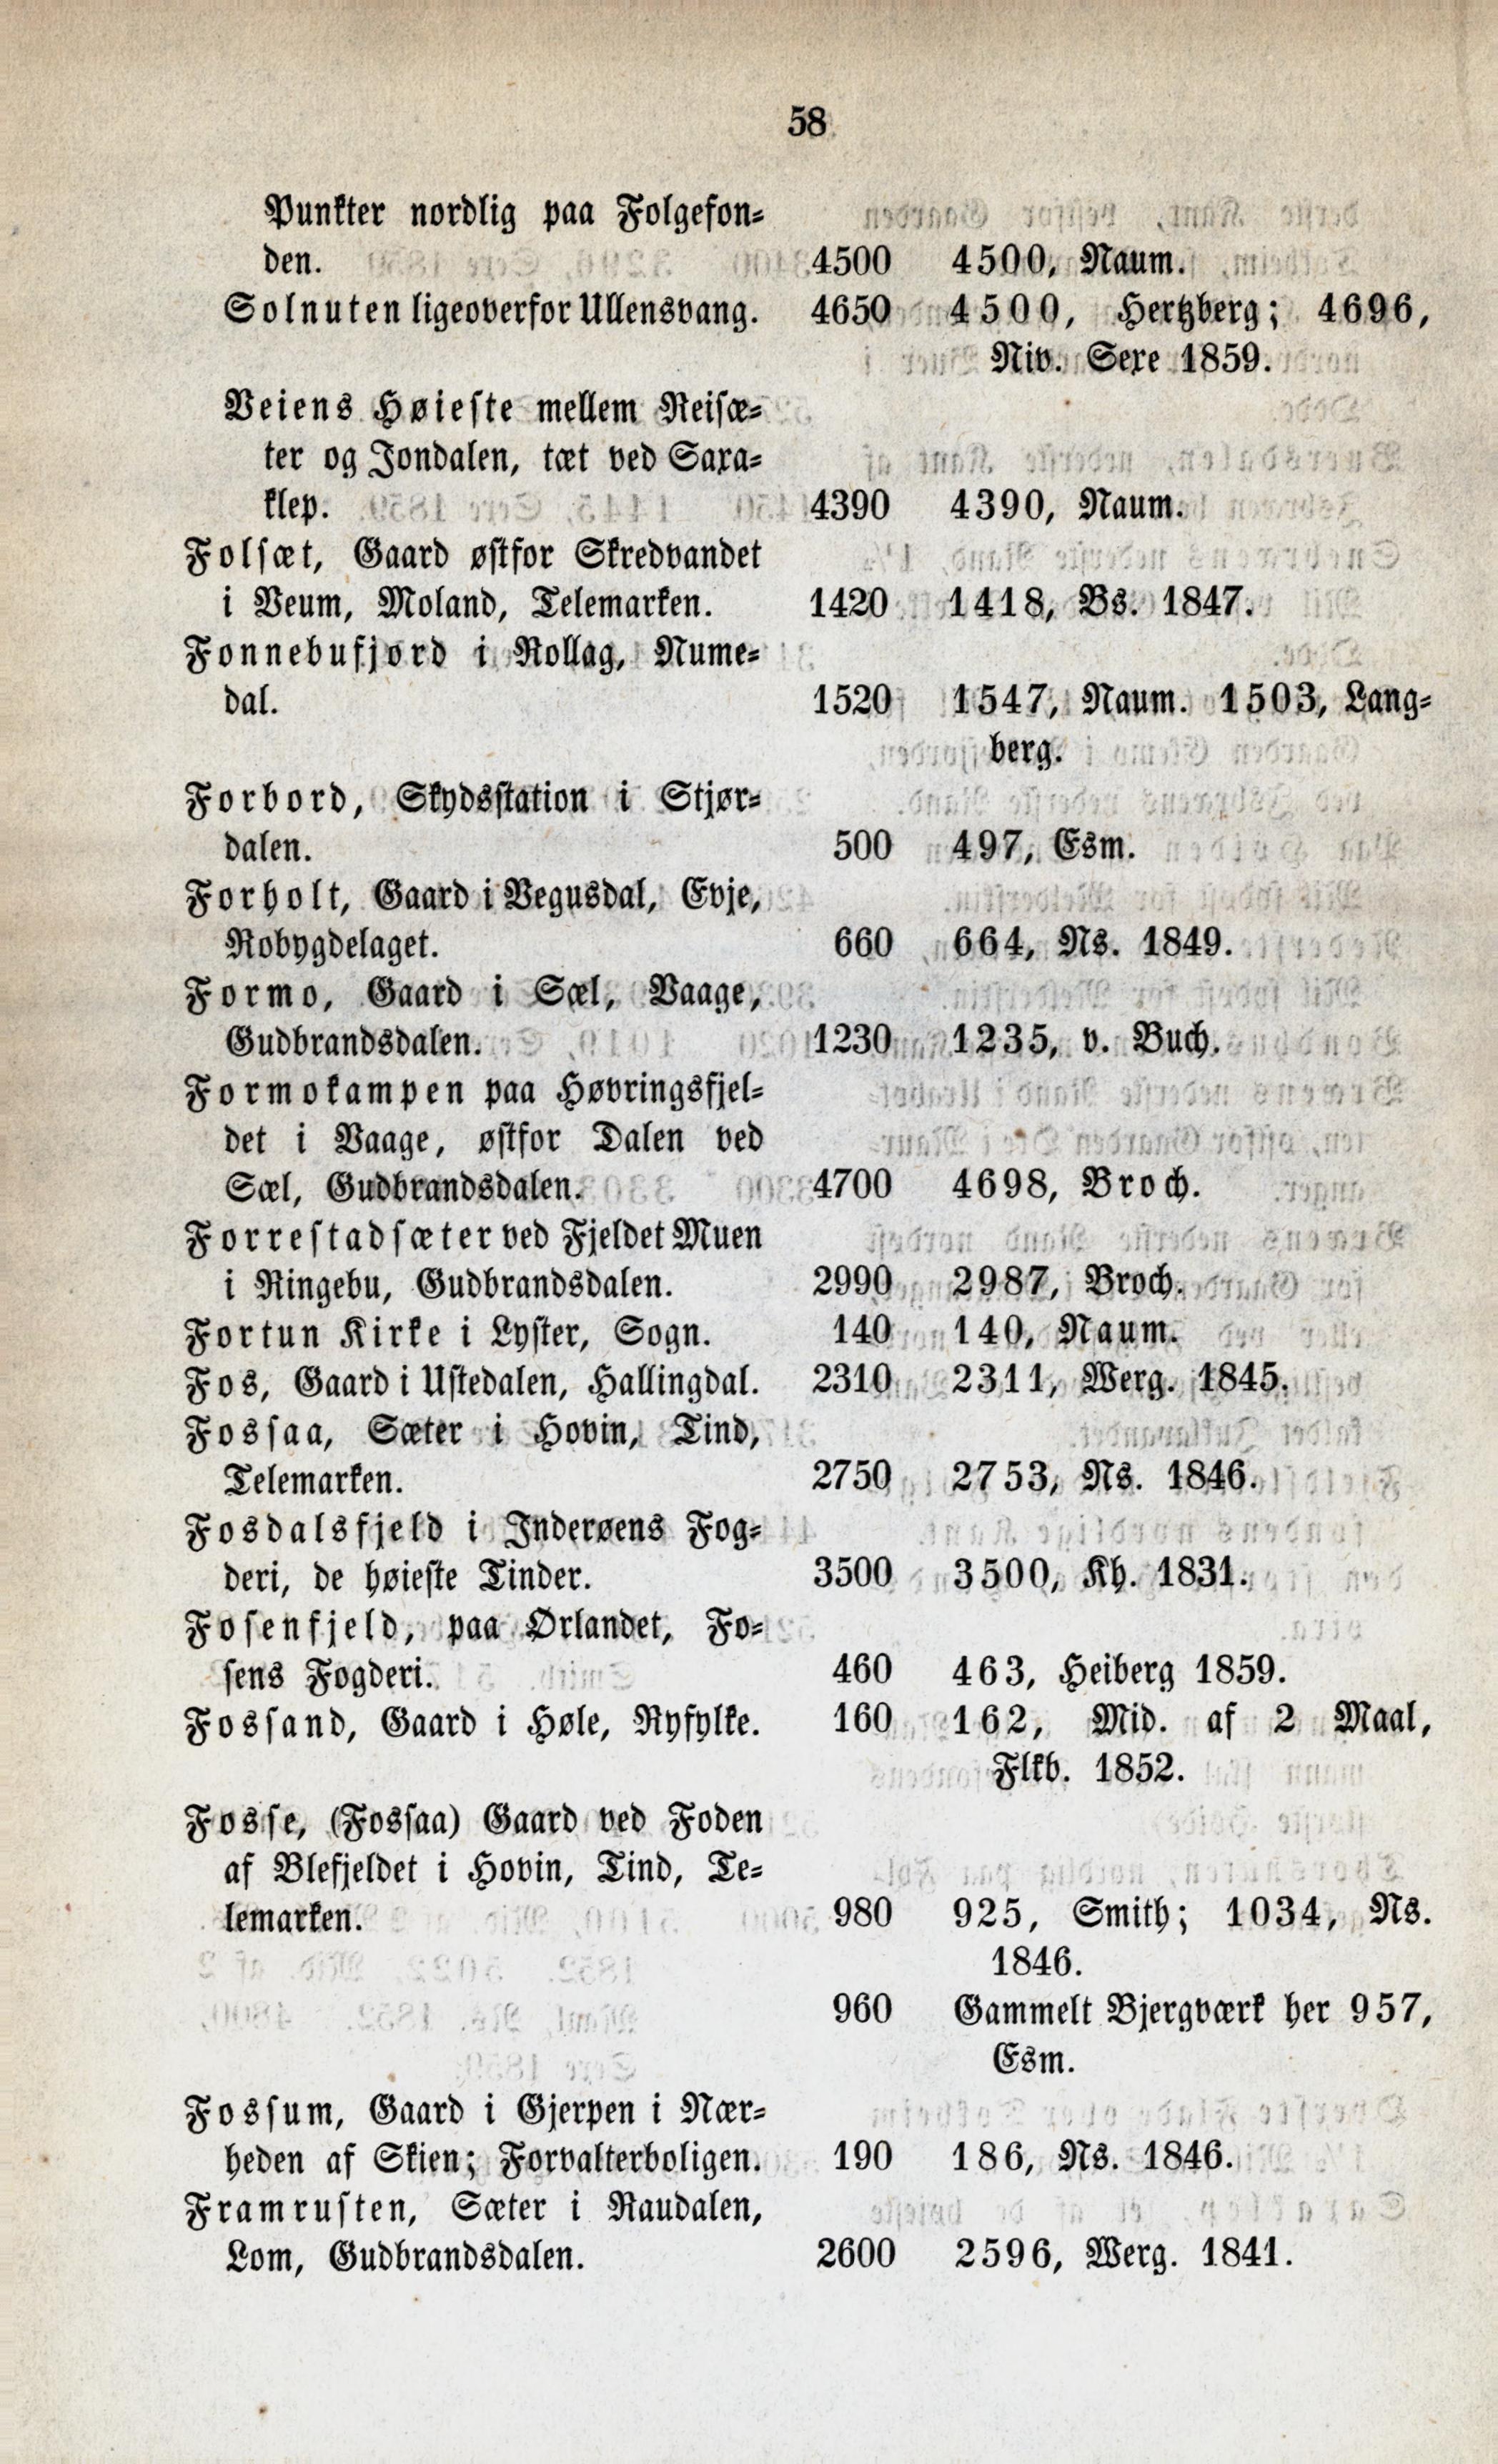 58
Punkter nordlig paa Folgefon-
den. 4500 4500, Naum.
Solnuten ligeoverfor Ullensvang. 4650 4500, Hertzberg; 4696,
Niv. Sexe 1859.
Veiens Høieste mellem Reisæ-
ter og Jondalen, tæt ved Saxa-
klep. 4390 4390, Naum.
Folsæt, Gaard østfor Skredvandet
i Veum, Moland, Telemarken. 1420 1418, Bs. 1847.
Fonnebufjord i Rollag, Nume-
dal. 1520 1547, Naum. 1503, Lang-
berg.
Forbord, Skydsstation i Stjør-
dalen. 500 497, Esm.
Forholt, Gaard i Vegusdal, Evje,
Robygdelaget. 660 664, Ns. 1849.
Formo, Gaard i Sæl, Vaage,
Gudbrandsdalen. 1230 1235, v. Buch.
Formokampen paa Høvringsfjel-
det i Vaage, østfor Dalen ved
Sæl, Gudbrandsdalen. 4700 4698, Broch.
Forrestadsæter ved Fjeldet Muen
i Ringebu, Gudbrandsdalen. 2990 2987, Broch.
Fortun Kirke i Lyster, Sogn. 140 140, Naum.
Fos, Gaard i Ustedalen, Hallingdal. 2310 2311, Werg. 1845.
Fossaa, Sæter i Hovin, Tind,
Telemarken. 2750 2753, Ns. 1846.
Fosdalsfjeld i Inderøens Fog-
deri, de høieste Tinder. 3500 3500, Kh. 1831.
Fosenfjeld, paa Ørlandet, Fo-
sens Fogderi. 460 463, Heiberg 1859.
Fossand, Gaard i Høle, Ryfylke. 160 162, Mid. af 2 Maal,
Flkb. 1852.
Fosse, (Fossaa) Gaard ved Foden
af Blefjeldet i Hovin, Tind, Te-
lemarken. 980 925, Smith; 1034, Ns.
1846.
960 Gammelt Bjergværk her 957,
Esm.
Fossum, Gaard i Gjerpen i Nær-
heden af Skien; Forvalterboligen. 190 186, Ns. 1846.
Framrusten, Sæter i Raudalen,
Lom, Gudbrandsdalen. 2600 2596, Werg. 1841.